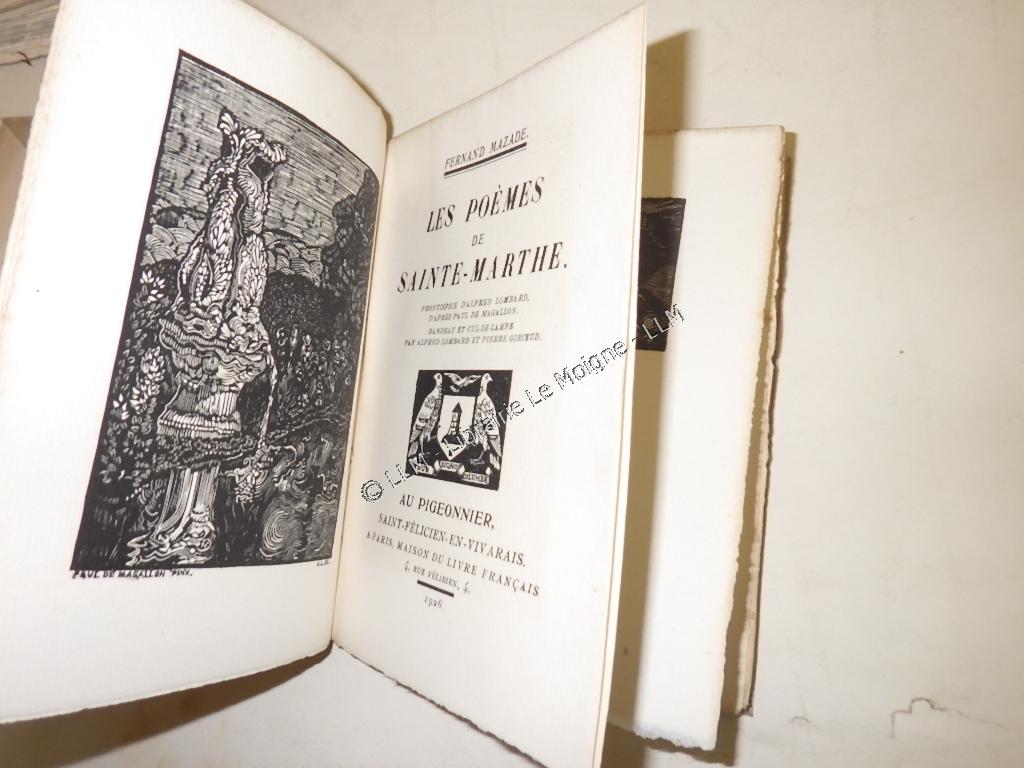 PAUL DE MAGALLON PINX.
FERNAND MAZADE.
LES POÈMES
DE
SAINTE-MARTHE.
FRONTISPICE D'ALFRED LOMBARD,
D'APRÈS PAUL DE MAGALLON.
BANDEAU ET CUL-DE-LAMPE
PAR ALFRED LOMBARD ET PIERRE GIRIEUD.
COLUMBÆ
AU PIGEONNIER,
SAINT-FÉLICIEN-EN-VIVARAIS.
A PARIS, MAISON DU LIVRE FRANÇAIS
4, RUE FÉLIBIEN, 4.
1926.
© LLM - Librairie Le Moigne - LLM